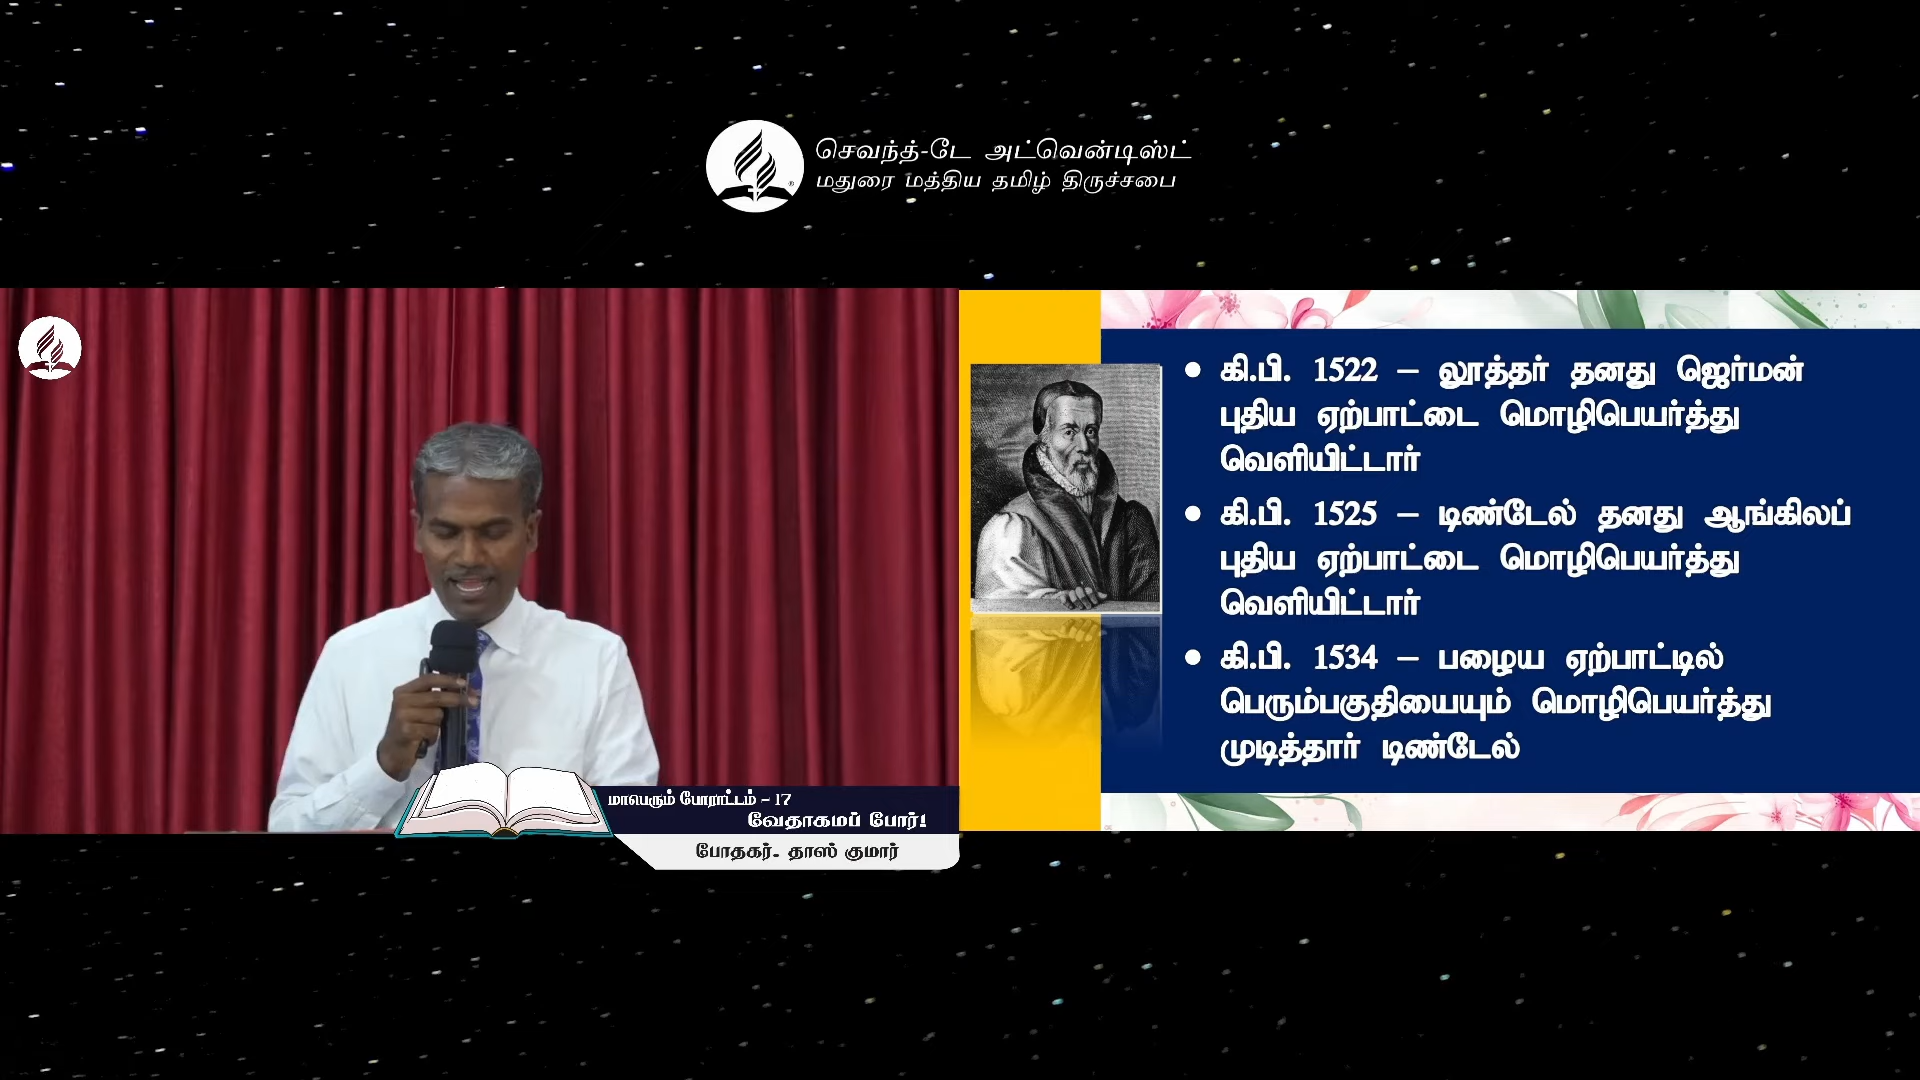 செவந்த்-டே அட்வென்டிஸ்ட்
மதுரை மத்திய தமிழ் திருச்சபை
கி.பி. 1522 – லூத்தர் தனது ஜெர்மன்
புதிய ஏற்பாட்டை மொழிபெயர்த்து
வெளியிட்டார்
கி.பி. 1525 – டிண்டேல் தனது ஆங்கிலப்
புதிய ஏற்பாட்டை மொழிபெயர்த்து
வெளியிட்டார்
கி.பி. 1534 – பழைய ஏற்பாட்டில்
பெரும்பகுதியையும் மொழிபெயர்த்து
முடித்தார் டிண்டேல்
மாபெரும் போராட்டம் - 17
வேதாகமப் போர்!
போதகர். தாஸ் குமார்